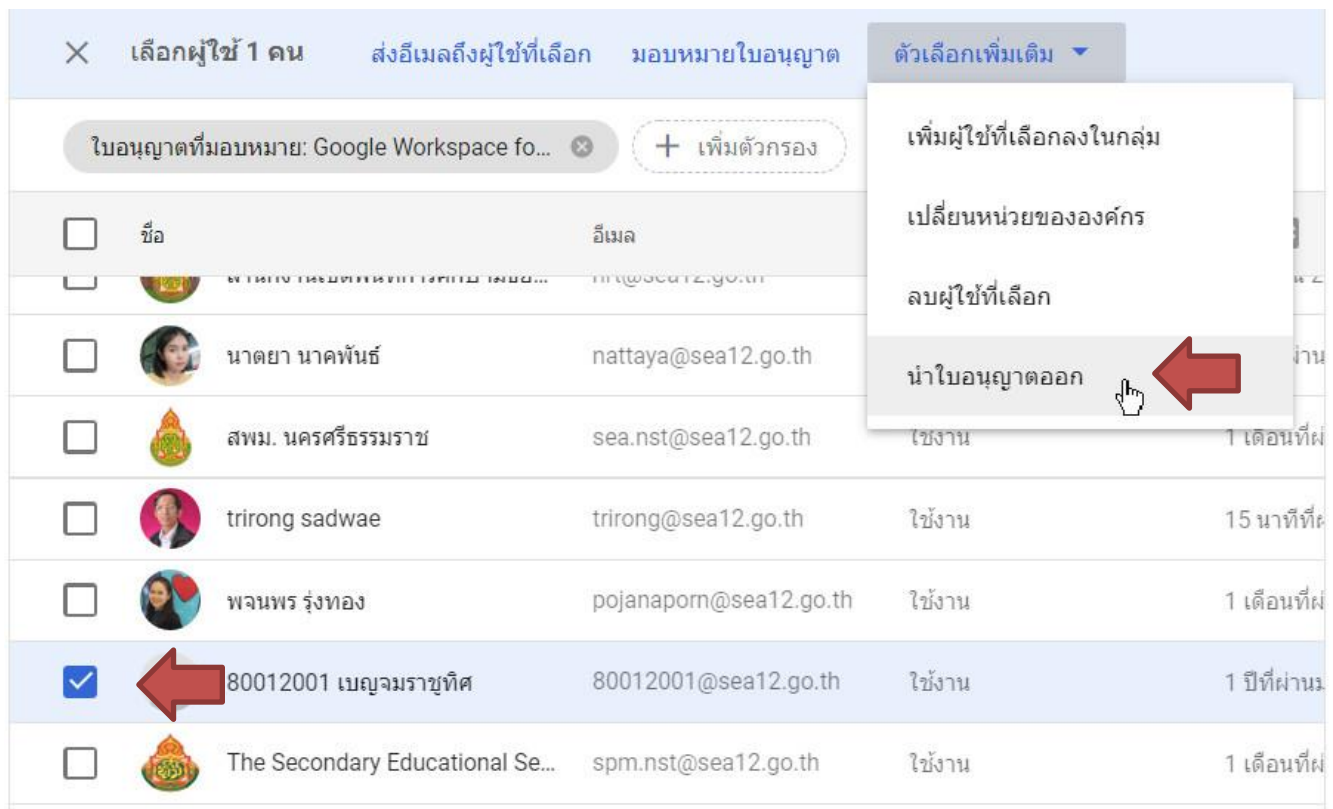 เลือกผู้ใช้ 1 คน ส่งอีเมลถึงผู้ใช้ที่เลือก มอบหมายใบอนุญาต ตัวเลือกเพิ่มเติม
เพิ่มผู้ใช้ที่เลือกลงในกลุ่ม
ใบอนุญาตที่มอบหมาย: Google Workspace fo... เพิ่มตัวกรอง
เปลี่ยนหน่วยขององค์กร
ชื่อ อีเมล
ลบผู้ใช้ที่เลือก
นาตยา นาคพันธ์ nattaya@sea12.go.th
นำใบอนุญาตออก
สพม. นครศรีธรรมราช sea.nst@sea12.go.th ใช้งาน 1 เดือนที่ผ่
trirong sadwae trirong@sea12.go.th ใช้งาน 15 นาทีที่
พจนพร รุ่งทอง pojanaporn@sea12.go.th ใช้งาน 1 เดือนที่ผ่
80012001 เบญจมราชูทิศ 80012001@sea12.go.th ใช้งาน 1 ปีที่ผ่านม
The Secondary Educational Se... spm.nst@sea12.go.th ใช้งาน 1 เดือนที่ผ่